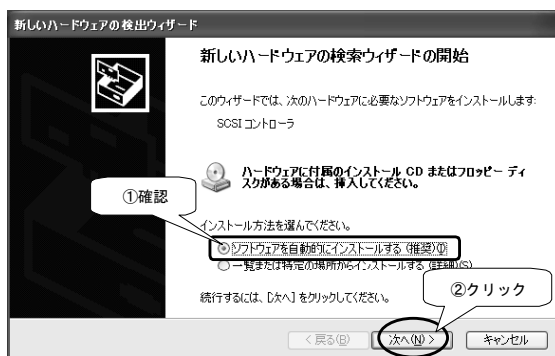 新しいハードウェアの検出ウィザード
新しいハードウェアの検索ウィザードの開始
このウィザードでは、次のハードウェアに必要なソフトウェアをインストールします:
SCSI コントローラ
ハードウェアに付属のインストール CD またはフロッピー ディ
スクがある場合は、挿入してください。
①確認
インストール方法を選んでください。
ソフトウェアを自動的にインストールする (推奨)(I)
一覧または特定の場所からインストールする (詳細)(S)
②クリック
続行するには、[次へ] をクリックしてください。
< 戻る(B)
次へ(N) >
キャンセル